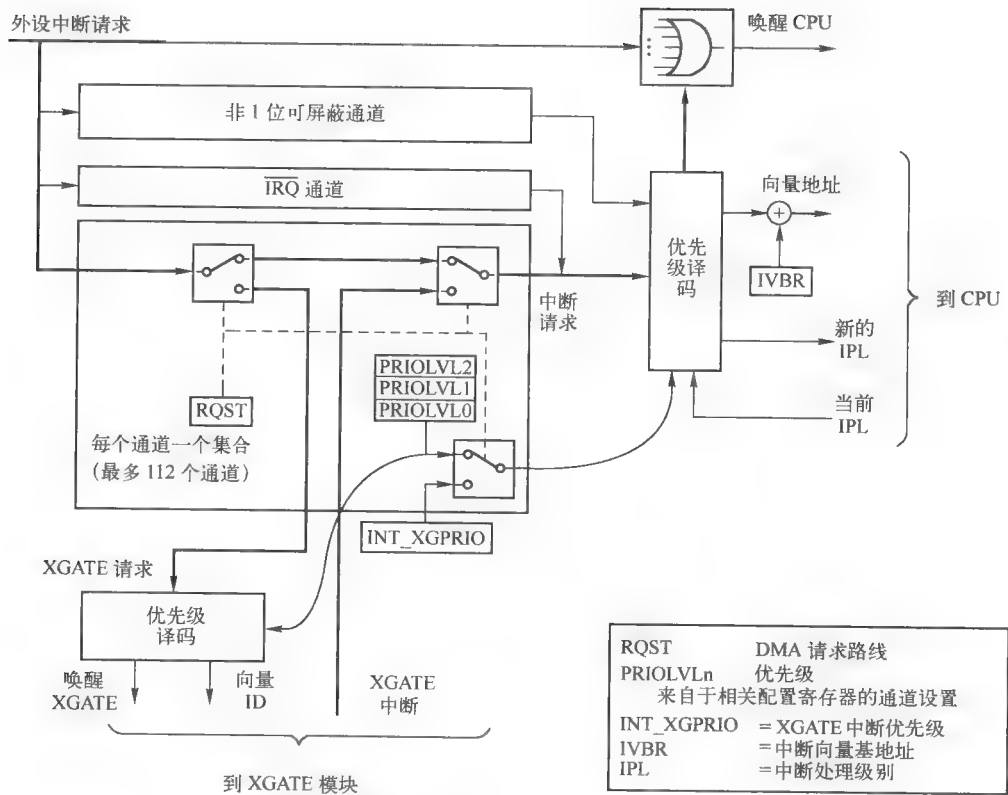 外设中断请求
唤醒 CPU
非 1 位可屏蔽通道
IRQ 通道
向量地址
优先
级译
码
IVBR
到 CPU
中断
请求
新的
IPL
PRIOLVL2
PRIOLVL1
PRIOLVL0
RQST
当前
IPL
每个通道一个集合
（最多 112 个通道）
INT_XGPRIO
XGATE 请求
优先级
译码
唤醒
XGATE
向量
ID
XGATE
中断
到 XGATE 模块
RQST DMA 请求路线
PRIOLVLn 优先级
来自于相关配置寄存器的通道设置
INT_XGPRIO =XGATE 中断优先级
IVBR =中断向量基地址
IPL =中断处理级别